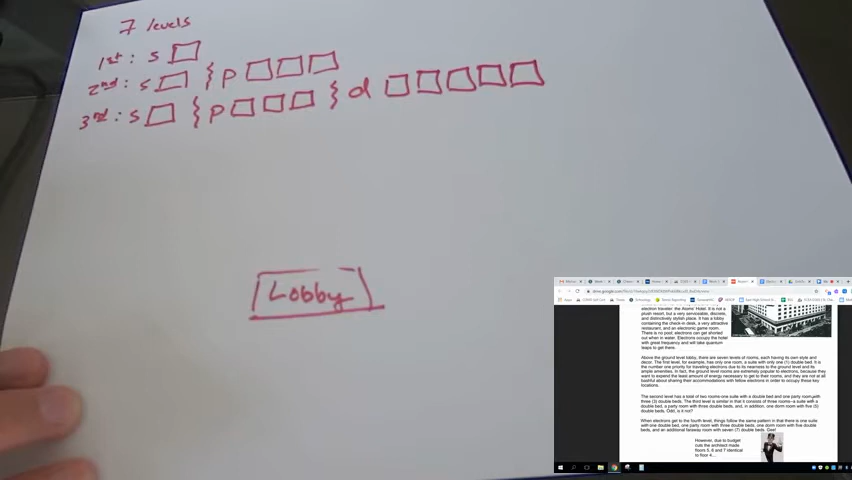 7 levels
1st: s
2nd: s } p
3rd: s } p } d
Lobby
electron traveler: the Atomic Hotel. It is not a
plush resort, but a very serviceable, discrete,
and distinctively stylish place. It has a lobby
containing the check-in desk, a very attractive
restaurant, and an electronic game room.
There is no pool; electrons can get shorted
out when in water. Electrons occupy the hotel
with great frequency and will take quantum
leaps to get there.
Above the ground level lobby, there are seven levels of rooms, each having its own style and
decor. The first level, for example, has only one room, a suite with only one (1) double bed. It
is the number one priority for traveling electrons due to its nearness to the ground level and its
ample amenities. In fact, the ground level rooms are extremely popular to electrons, because they
want to expend the least amount of energy necessary to get to their rooms, and they are not at all
bashful about sharing their accommodations with fellow electrons in order to occupy those key
locations.
The second level has a total of two rooms-one suite with a double bed and one party room with
three (3) double beds. The third level is similar in that it consists of three rooms--a suite with a
double bed, a party room with three double beds, and, in addition, one dorm room with five (5)
double beds. Odd, is it not?
When electrons get to the fourth level, things follow the same pattern in that there is one suite
with one double bed, one party room with three double beds, one dorm room with five double
beds, and an additional faraway room with seven (7) double beds. Gee!
However, due to budget
cuts the architect made
floors 5, 6 and 7 identical
to floor 4...